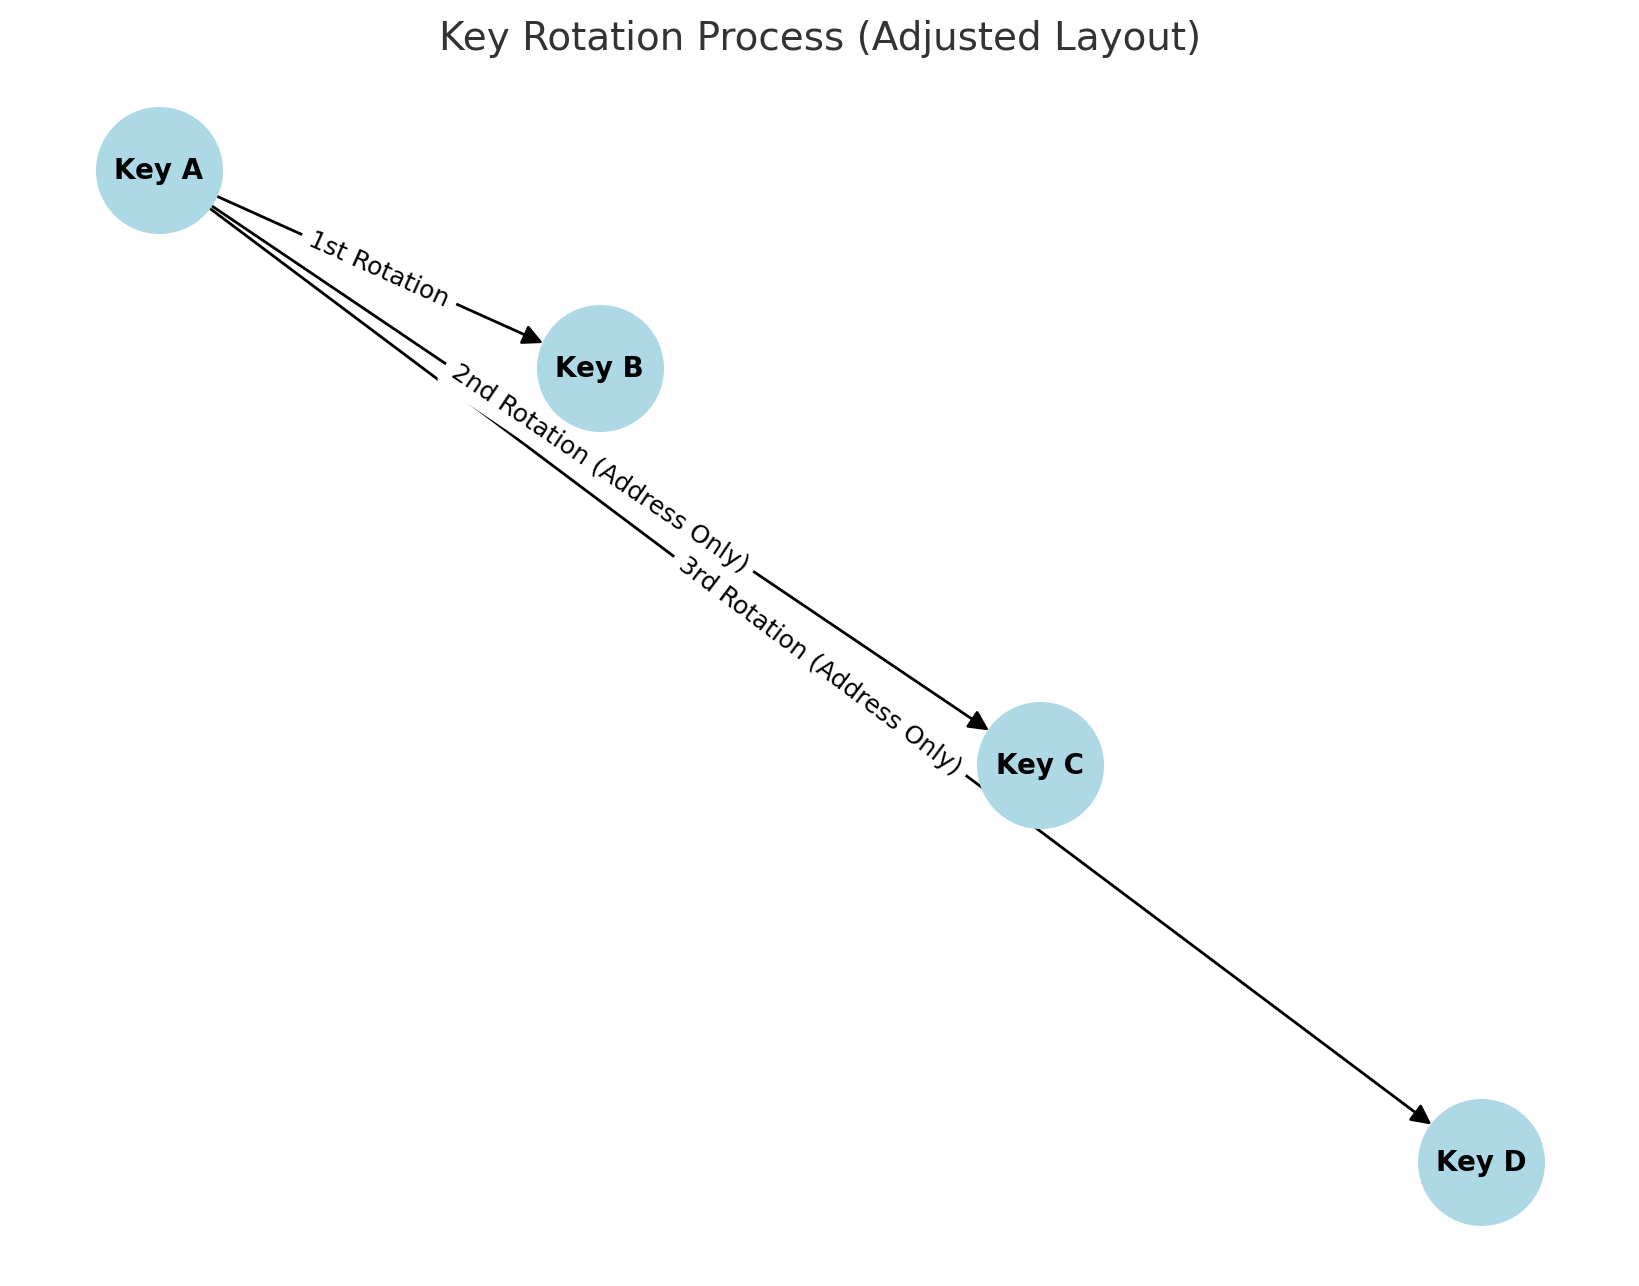 Key Rotation Process (Adjusted Layout)
Key A
1st Rotation
Key B
2nd Rotation (Address Only)
3rd Rotation (Address Only)
Key C
Key D